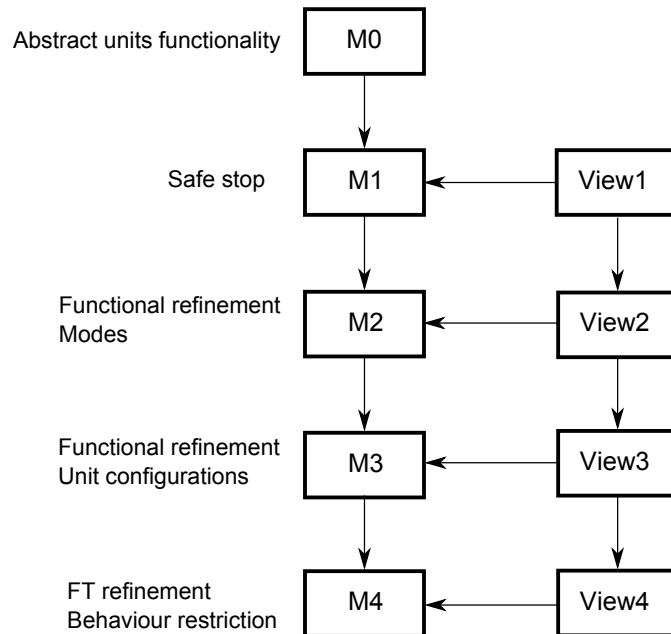 Abstract units functionality
M0
Safe stop
M1
View1
Functional refinement
Modes
M2
View2
Functional refinement
Unit configurations
M3
View3
FT refinement
Behaviour restriction
M4
View4